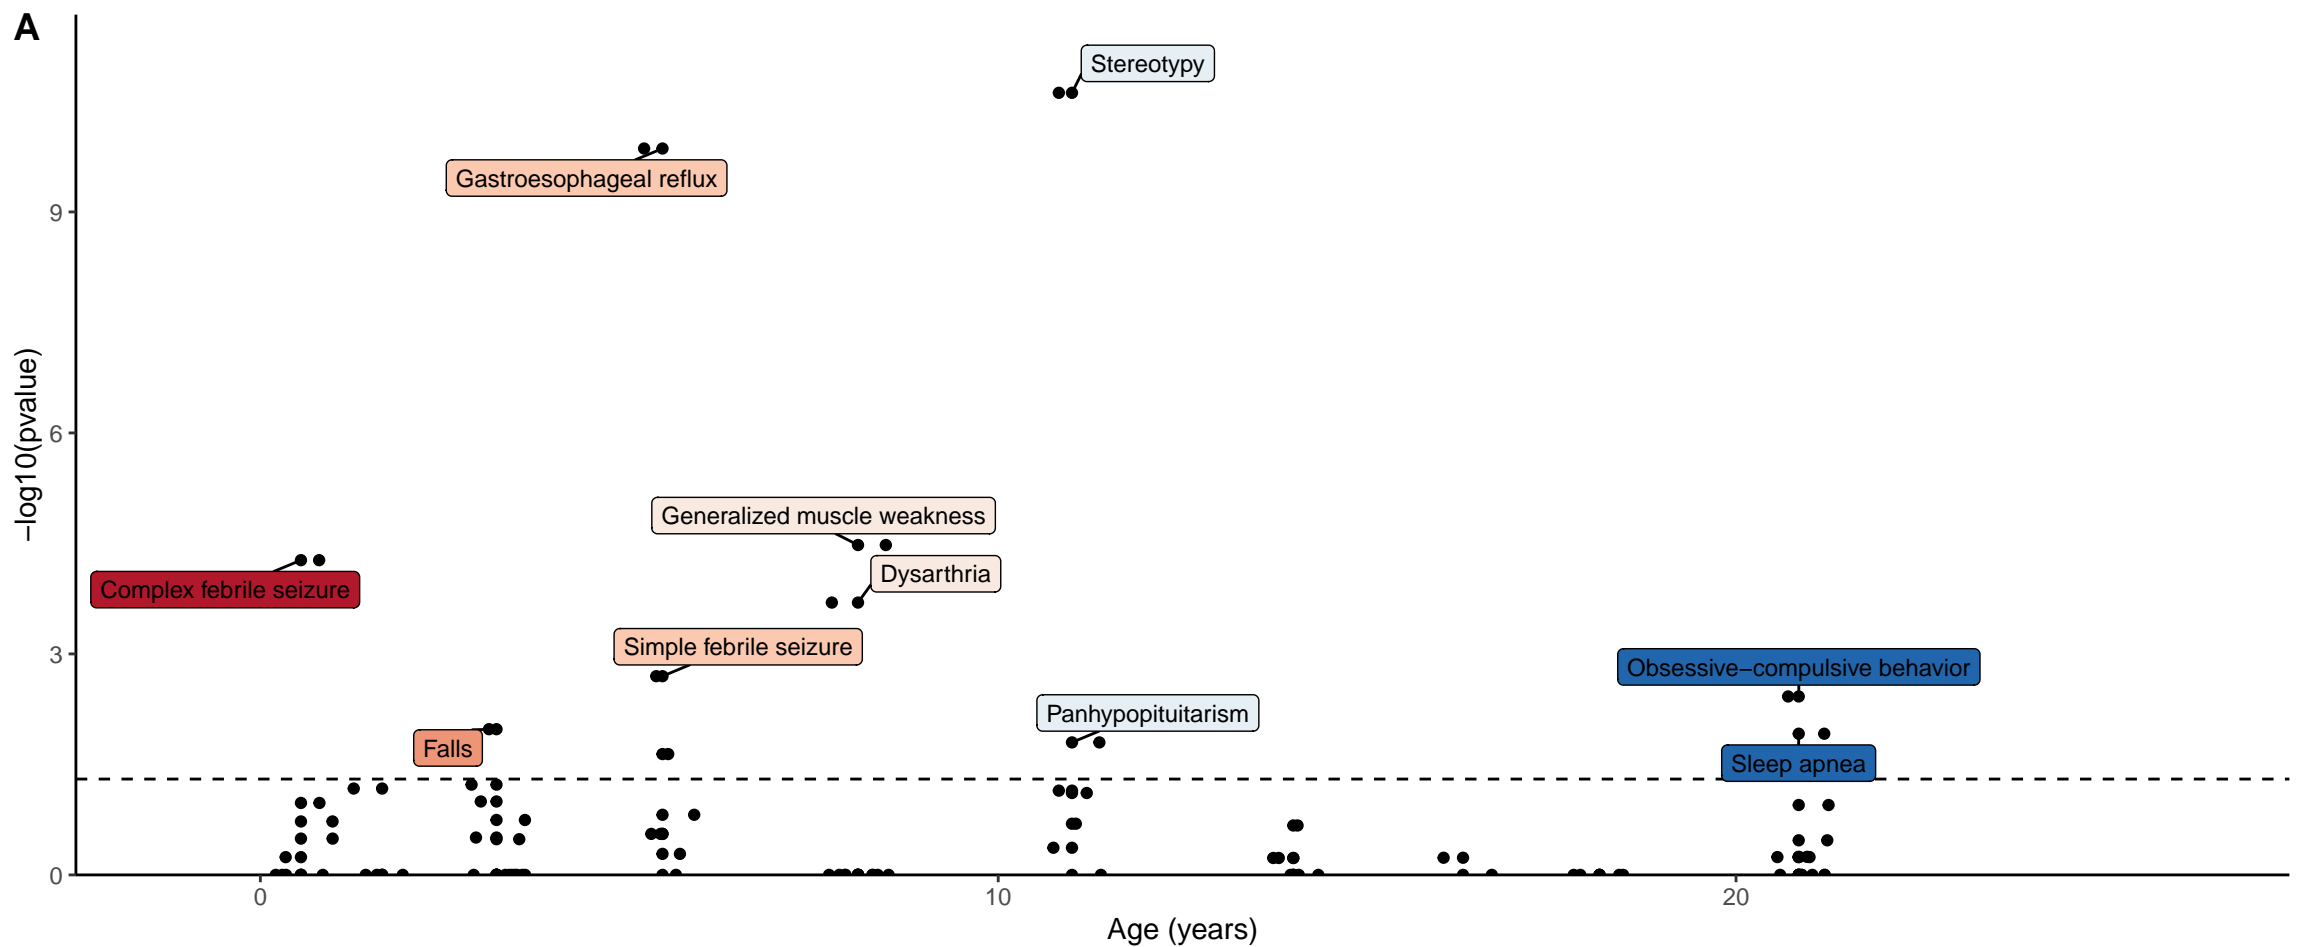 A
Stereotypy
Gastroesophageal reflux
9
−log10(pvalue)
6
Generalized muscle weakness
Dysarthria
Complex febrile seizure
Simple febrile seizure
3
Obsessive−compulsive behavior
Panhypopituitarism
Falls
Sleep apnea
0
0 10 20
Age (years)